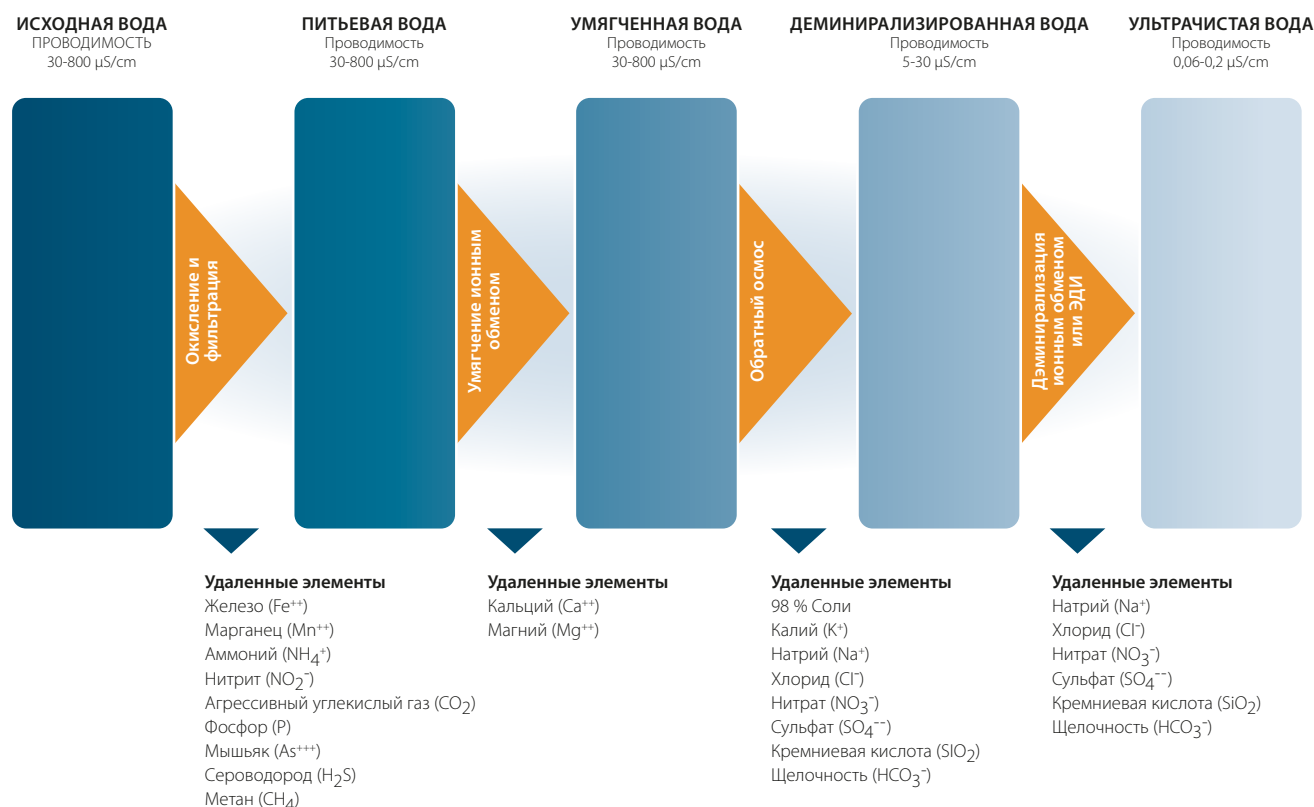 ИСХОДНАЯ ВОДА
ПРОВОДИМОСТЬ
30-800 µS/cm
ПИТЬЕВАЯ ВОДА
Проводимость
30-800 µS/cm
УМЯГЧЕННАЯ ВОДА
Проводимость
30-800 µS/cm
ДЕМИНИРАЛИЗИРОВАННАЯ ВОДА
Проводимость
5-30 µS/cm
УЛЬТРАЧИСТАЯ ВОДА
Проводимость
0,06-0,2 µS/cm
Окисление и
фильтрация
Умягчение ионным
обменом
Обратный осмос
Дэминирализация
ионным обменом
или ЭДИ
Удаленные элементы
Железо (Fe⁺⁺)
Марганец (Mn⁺⁺)
Аммоний (NH₄⁺)
Нитрит (NO₂⁻)
Агрессивный углекислый газ (CO₂)
Фосфор (P)
Мышьяк (As⁺⁺⁺)
Сероводород (H₂S)
Метан (CH₄)
Удаленные элементы
Кальций (Ca⁺⁺)
Магний (Mg⁺⁺)
Удаленные элементы
98 % Соли
Калий (K⁺)
Натрий (Na⁺)
Хлорид (Cl⁻)
Нитрат (NO₃⁻)
Сульфат (SO₄⁻⁻)
Кремниевая кислота (SIO₂)
Щелочность (HCO₃⁻)
Удаленные элементы
Натрий (Na⁺)
Хлорид (Cl⁻)
Нитрат (NO₃⁻)
Сульфат (SO₄⁻⁻)
Кремниевая кислота (SiO₂)
Щелочность (HCO₃⁻)